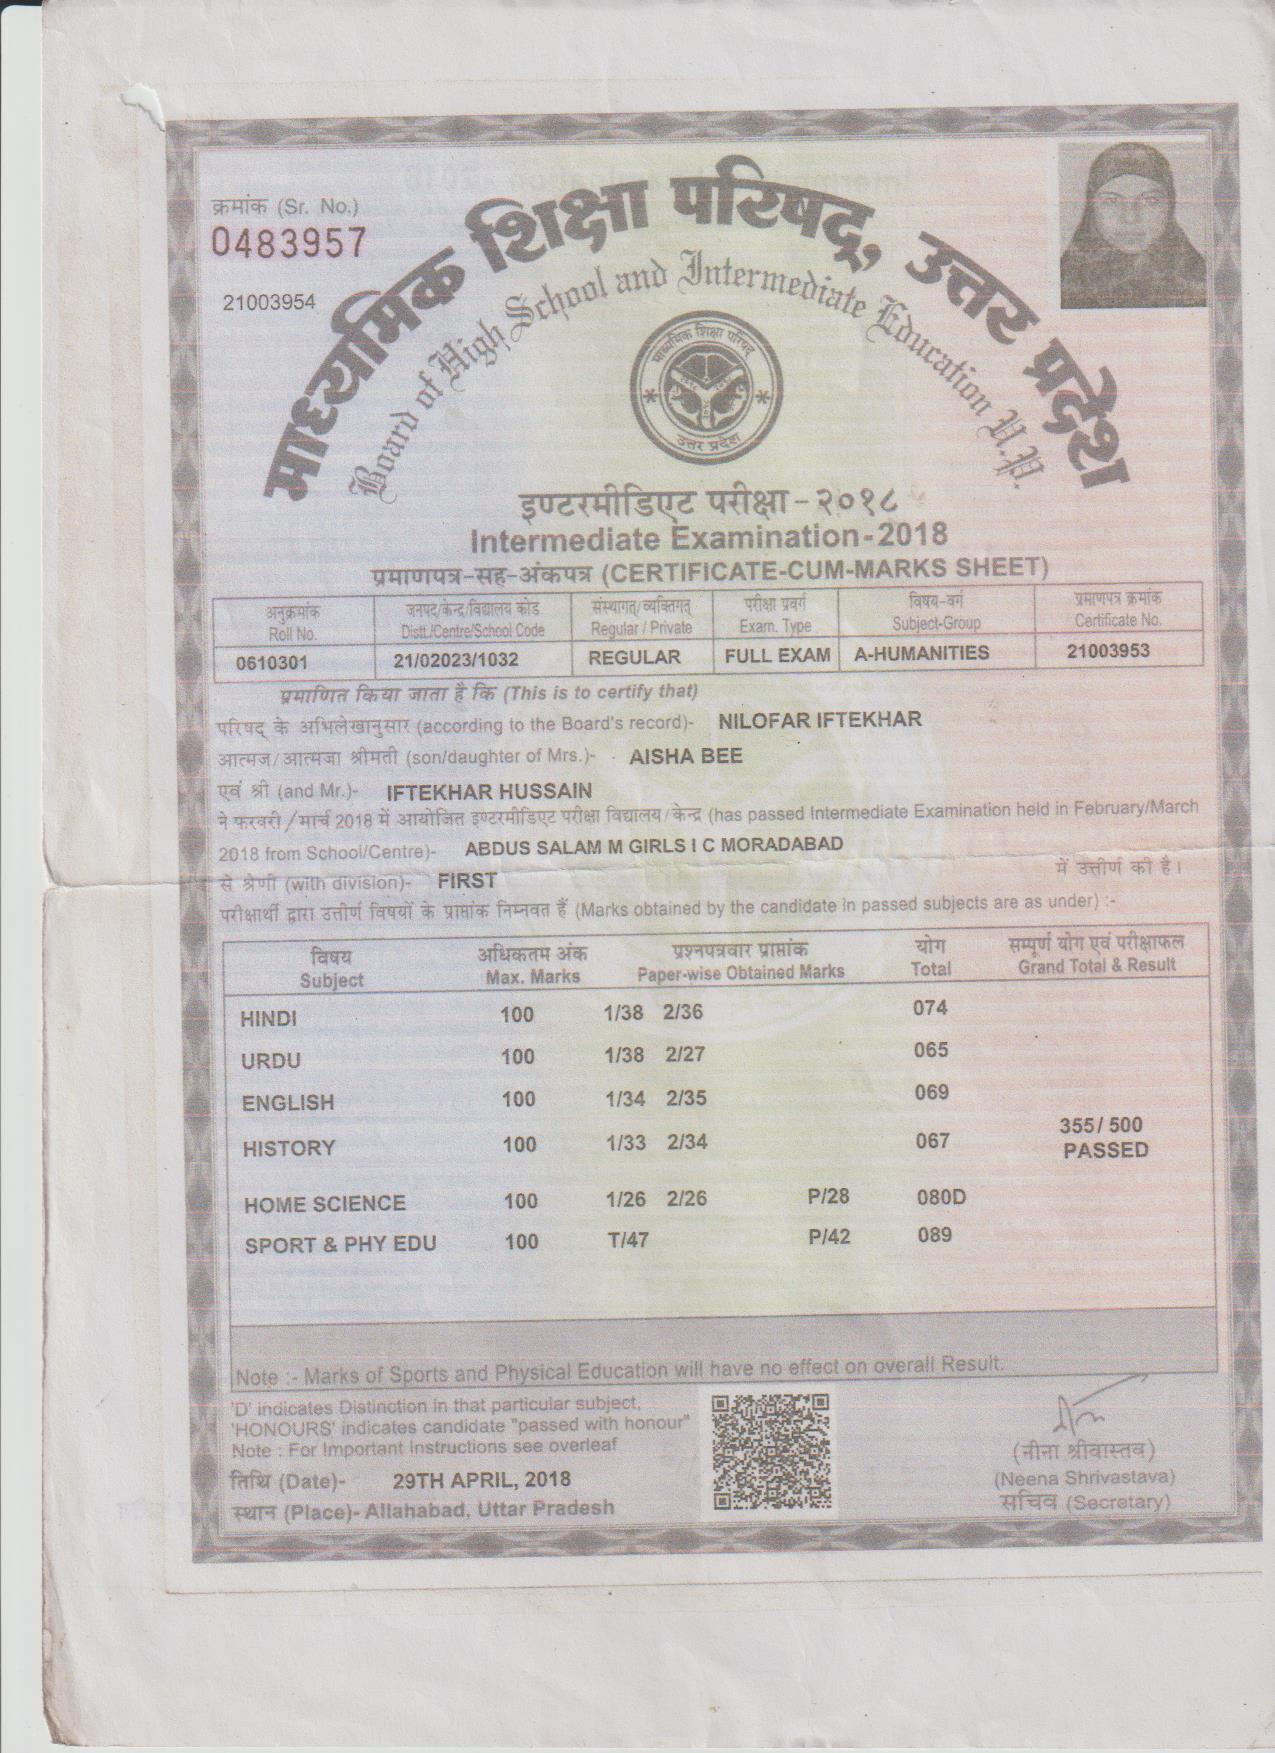 क्रमांक (Sr. No.)
0483957
21003954
माध्यमिक शिक्षा परिषद्, उत्तर प्रदेश
Board of High School and Intermediate Education U.P.
माध्यमिक शिक्षा परिषद्
उत्तर प्रदेश
इण्टरमीडिएट परीक्षा-२०१८
Intermediate Examination-2018
प्रमाणपत्र-सह-अंकपत्र (CERTIFICATE-CUM-MARKS SHEET)
अनुक्रमांक जनपद/केन्द्र/विद्यालय कोड संस्थागत्/व्यक्तिगत् परीक्षा प्रवर्ग विषय-वर्ग प्रमाणपत्र क्रमांक
Roll No. Distt./Centre/School Code Regular / Private Exam. Type Subject-Group Certificate No.
0610301 21/02023/1032 REGULAR FULL EXAM A-HUMANITIES 21003953
प्रमाणित किया जाता है कि (This is to certify that)
परिषद् के अभिलेखानुसार (according to the Board's record)- NILOFAR IFTEKHAR
आत्मज/आत्मजा श्रीमती (son/daughter of Mrs.)- AISHA BEE
एवं श्री (and Mr.)- IFTEKHAR HUSSAIN
ने फरवरी/मार्च 2018 में आयोजित इण्टरमीडिएट परीक्षा विद्यालय/केन्द्र (has passed Intermediate Examination held in February/March
2018 from School/Centre)- ABDUS SALAM M GIRLS I C MORADABAD
से श्रेणी (with division)- FIRST में उत्तीर्ण की है।
परीक्षार्थी द्वारा उत्तीर्ण विषयों के प्राप्तांक निम्नवत हैं (Marks obtained by the candidate in passed subjects are as under) :-
विषय अधिकतम अंक प्रश्नपत्रवार प्राप्तांक योग सम्पूर्ण योग एवं परीक्षाफल
Subject Max. Marks Paper-wise Obtained Marks Total Grand Total & Result
HINDI 100 1/38 2/36 074
URDU 100 1/38 2/27 065
ENGLISH 100 1/34 2/35 069
HISTORY 100 1/33 2/34 067 355/ 500
PASSED
HOME SCIENCE 100 1/26 2/26 P/28 080D
SPORT & PHY EDU 100 T/47 P/42 089
Note :- Marks of Sports and Physical Education will have no effect on overall Result.
'D' indicates Distinction in that particular subject,
'HONOURS' indicates candidate "passed with honour"
Note : For Important Instructions see overleaf
तिथि (Date)- 29TH APRIL, 2018
स्थान (Place)- Allahabad, Uttar Pradesh
(नीना श्रीवास्तव)
(Neena Shrivastava)
सचिव (Secretary)